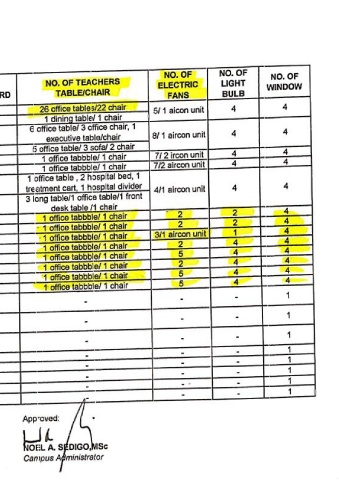 RD NO. OF TEACHERS TABLE/CHAIR NO. OF ELECTRIC FANS NO. OF LIGHT BULB NO. OF WINDOW
26 office tables/22 chair 5/ 1 aircon unit 4 4
1 dining table/ 1 chair
6 office table/ 3 office chair, 1 executive table/chair 8/ 1 aircon unit 4 4
5 office table/ 3 sofa/ 2 chair
1 office tabbble/ 1 chair 7/ 2 ircon unit 4 4
1 office tabbble/ 1 chair 7/2 aircon unit 4 4
1 office table , 2 hospital bed, 1
treatment cart, 1 hospital divider 4/1 aircon unit 4 4
3 long table/1 office table/1 front
desk table /1 chair
1 office tabbble/ 1 chair 2 2 4
1 office tabbble/ 1 chair 2 2 4
1 office tabbble/ 1 chair 3/1 aircon unit 1 4
1 office tabbble/ 1 chair 2 4 4
1 office tabbble/ 1 chair 5 4 4
1 office tabbble/ 1 chair 2 4 4
1 office tabbble/ 1 chair 5 4 4
1 office tabbble/ 1 chair 5 4 4
- - - 1
- - - 1
- - - 1
- - - 1
- - - 1
- - - 1
- - - 1
- - - 1
Approved:
NOEL A. SEDIGO,MSc
Campus Administrator